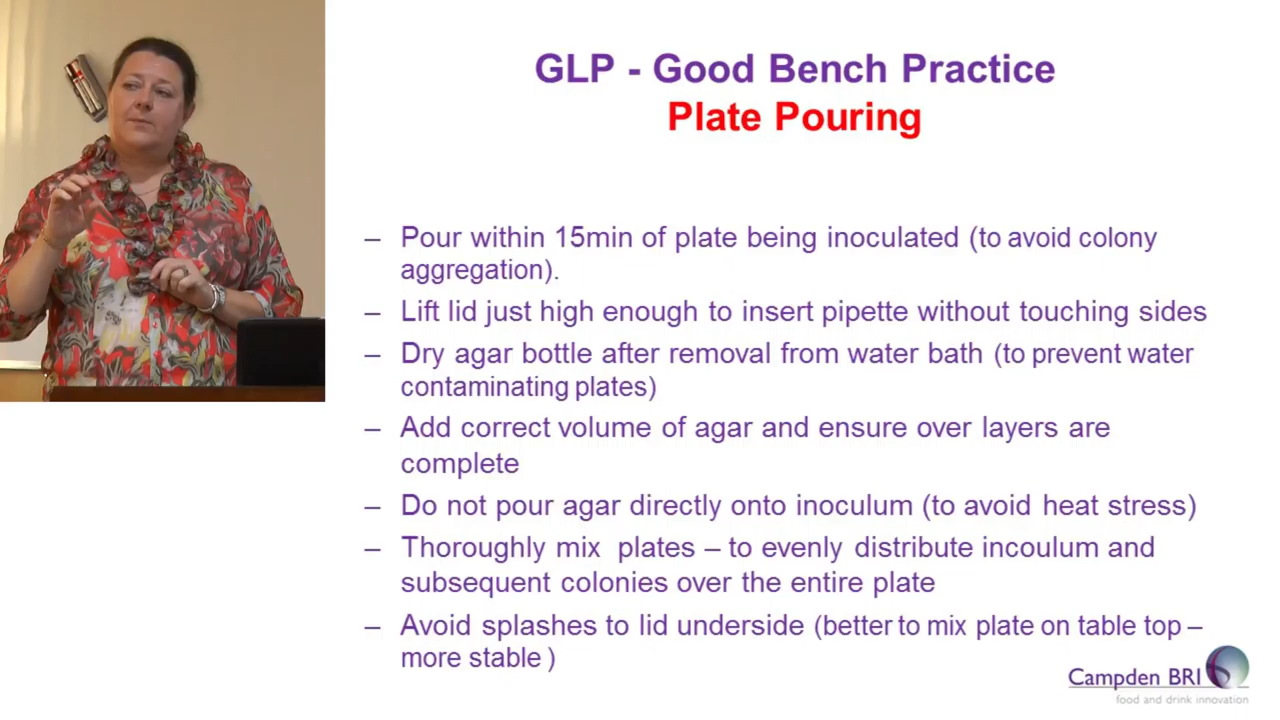 GLP - Good Bench Practice
Plate Pouring
– Pour within 15min of plate being inoculated (to avoid colony
aggregation).
– Lift lid just high enough to insert pipette without touching sides
– Dry agar bottle after removal from water bath (to prevent water
contaminating plates)
– Add correct volume of agar and ensure over layers are
complete
– Do not pour agar directly onto inoculum (to avoid heat stress)
– Thoroughly mix  plates – to evenly distribute incoulum and
subsequent colonies over the entire plate
– Avoid splashes to lid underside (better to mix plate on table top –
more stable )
Campden BRI
food and drink innovation